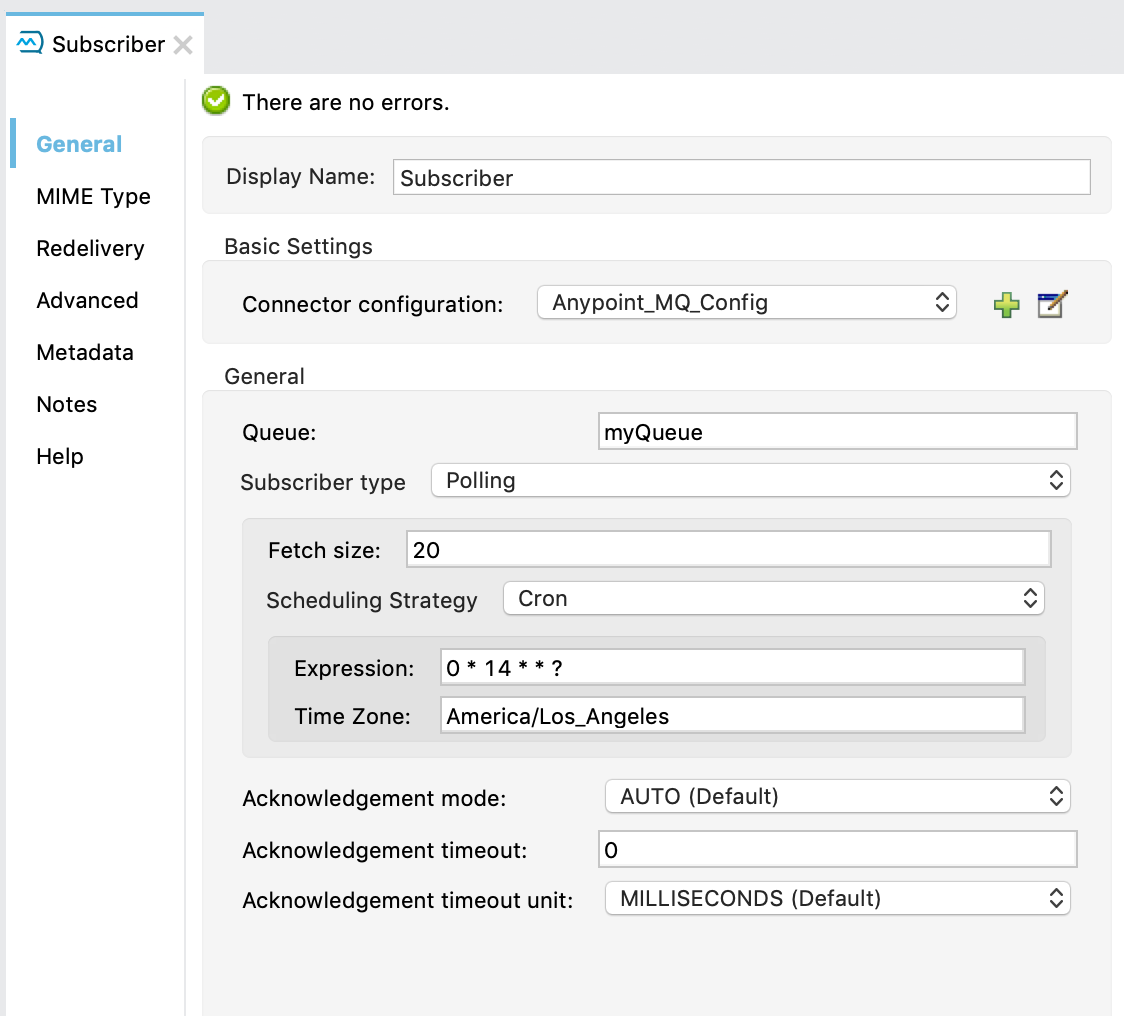 Subscriber
There are no errors.
General
MIME Type
Redelivery
Advanced
Metadata
Notes
Help
Display Name: Subscriber
Basic Settings
Connector configuration: Anypoint_MQ_Config
General
Queue: myQueue
Subscriber type Polling
Fetch size: 20
Scheduling Strategy Cron
Expression: 0 * 14 * * ?
Time Zone: America/Los_Angeles
Acknowledgement mode: AUTO (Default)
Acknowledgement timeout: 0
Acknowledgement timeout unit: MILLISECONDS (Default)